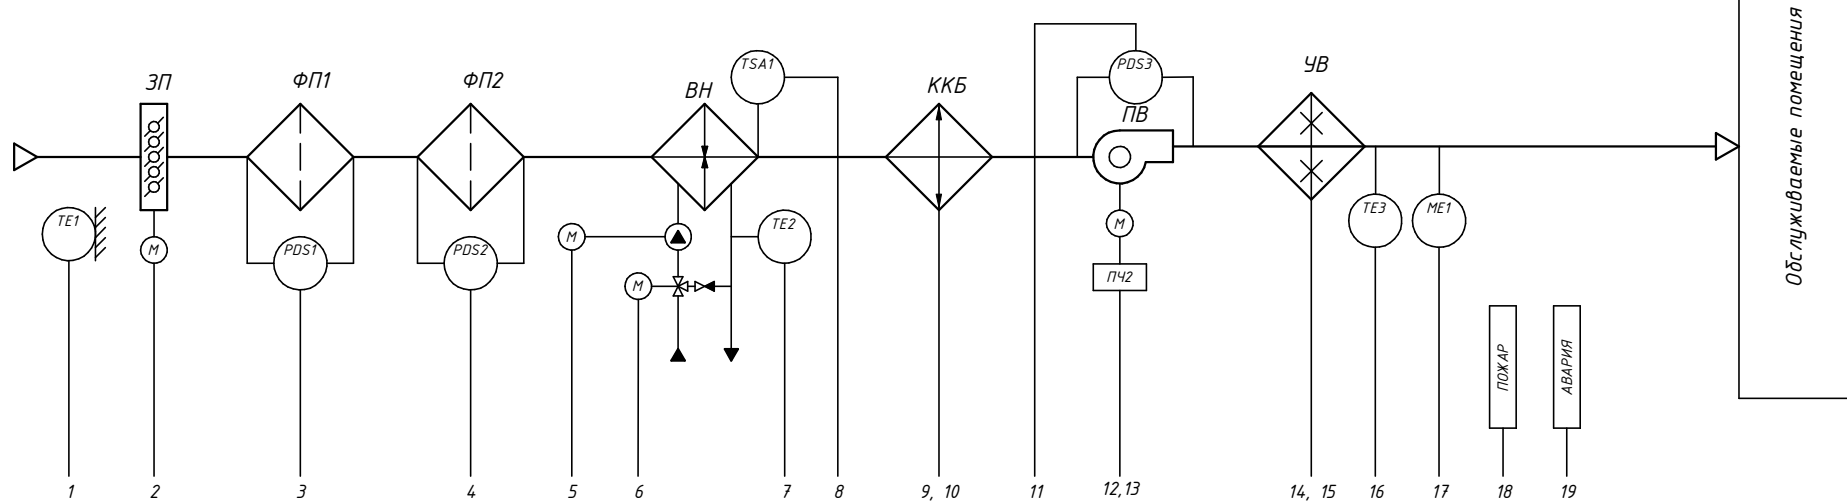 ЗП
ФП1
ФП2
ВН
TSA1
ККБ
PDS3
ПВ
УВ
Обслуживаемые помещения
TE1
М
PDS1
PDS2
М
М
TE2
М
ПЧ2
TE3
ME1
ПОЖАР
АВАРИЯ
1
2
3
4
5
6
7
8
9, 10
11
12,13
14, 15
16
17
18
19